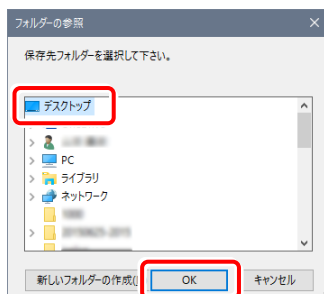 フォルダーの参照
保存先フォルダーを選択して下さい。
デスクトップ
PC
ライブラリ
ネットワーク
新しいフォルダーの作成(
OK
キャンセル